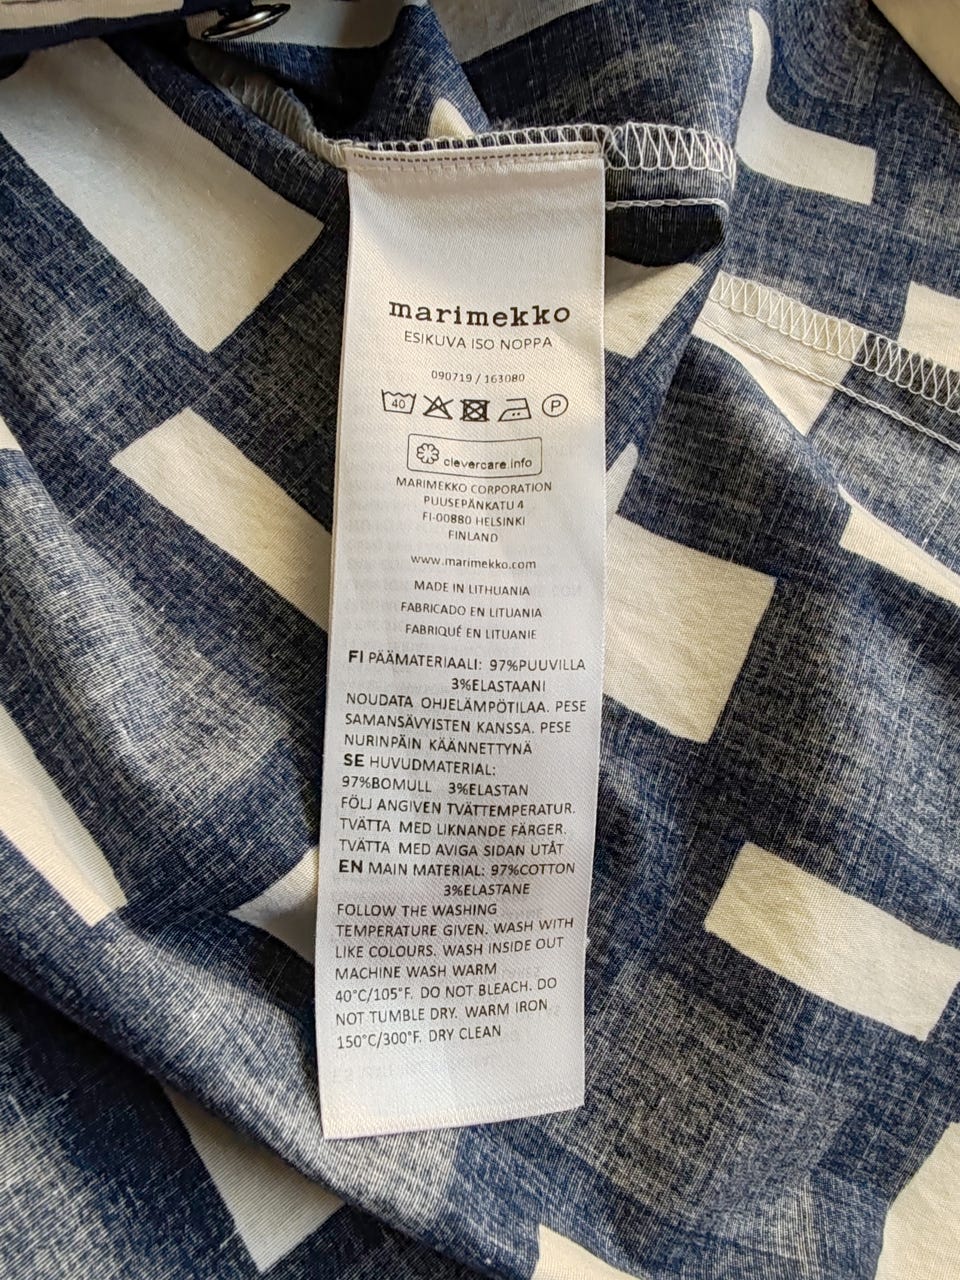 marimekko
ESIKUVA ISO NOPPA
090719 / 163080
40 P
clevercare.info
MARIMEKKO CORPORATION
PUUSEPÄNKATU 4
FI-00880 HELSINKI
FINLAND
www.marimekko.com
MADE IN LITHUANIA
FABRICADO EN LITUANIA
FABRIQUÉ EN LITUANIE
FI PÄÄMATERIAALI: 97%PUUVILLA
3%ELASTAANI
NOUDATA OHJELÄMPÖTILAA. PESE
SAMANSÄVYISTEN KANSSA. PESE
NURINPÄIN KÄÄNNETTYNÄ
SE HUVUDMATERIAL:
97%BOMULL 3%ELASTAN
FÖLJ ANGIVEN TVÄTTEMPERATUR.
TVÄTTA MED LIKNANDE FÄRGER.
TVÄTTA MED AVIGA SIDAN UTÅT
EN MAIN MATERIAL: 97%COTTON
3%ELASTANE
FOLLOW THE WASHING
TEMPERATURE GIVEN. WASH WITH
LIKE COLOURS. WASH INSIDE OUT
MACHINE WASH WARM
40°C/105°F. DO NOT BLEACH. DO
NOT TUMBLE DRY. WARM IRON
150°C/300°F. DRY CLEAN